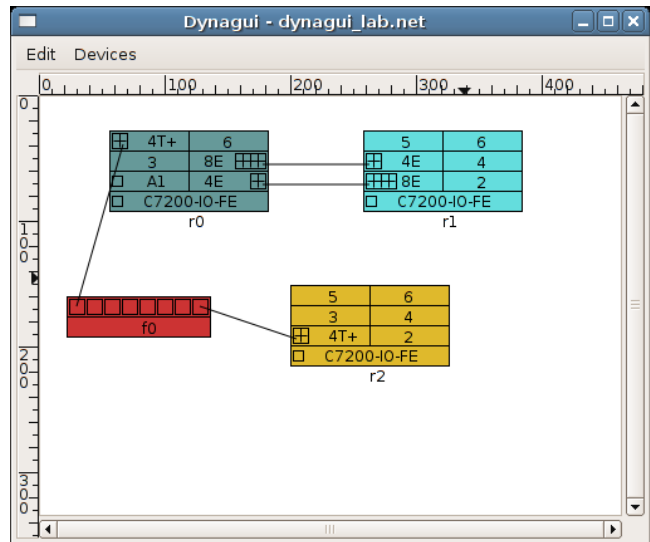 Dynagui - dynagui_lab.net
Edit Devices
0 100 200 300 400
0
100
200
300
4T+ 6
3 8E
A1 4E
C7200-IO-FE
r0
5 6
4E 4
8E 2
C7200-IO-FE
r1
f0
5 6
3 4
4T+ 2
C7200-IO-FE
r2